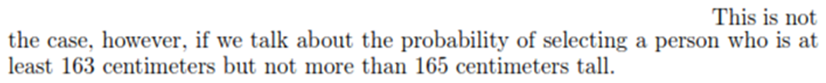 This is not
the case, however, if we talk about the probability of selecting a person who is at
least 163 centimeters but not more than 165 centimeters tall.